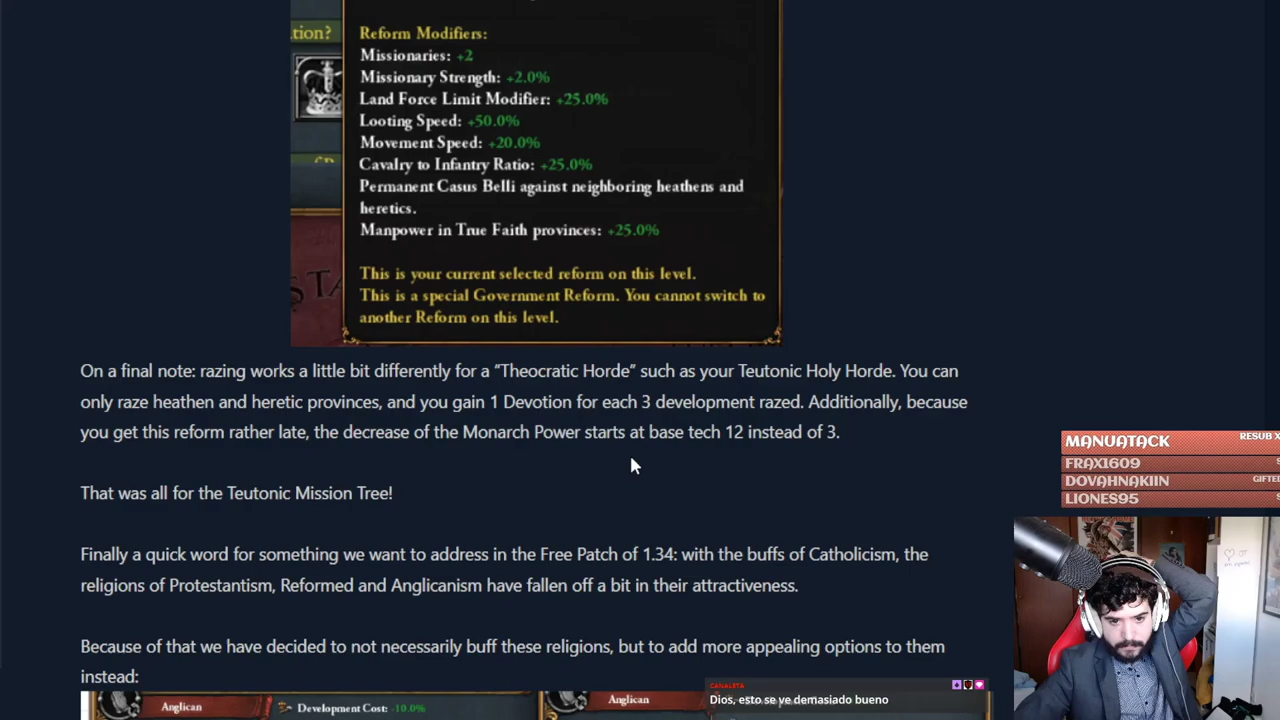 ation?
Reform Modifiers:
Missionaries: +2
Missionary Strength: +2.0%
Land Force Limit Modifier: +25.0%
Looting Speed: +50.0%
Movement Speed: +20.0%
Cavalry to Infantry Ratio: +25.0%
Permanent Casus Belli against neighboring heathens and
heretics.
Manpower in True Faith provinces: +25.0%
This is your current selected reform on this level.
This is a special Government Reform. You cannot switch to
another Reform on this level.
On a final note: razing works a little bit differently for a “Theocratic Horde” such as your Teutonic Holy Horde. You can
only raze heathen and heretic provinces, and you gain 1 Devotion for each 3 development razed. Additionally, because
you get this reform rather late, the decrease of the Monarch Power starts at base tech 12 instead of 3.
That was all for the Teutonic Mission Tree!
Finally a quick word for something we want to address in the Free Patch of 1.34: with the buffs of Catholicism, the
religions of Protestantism, Reformed and Anglicanism have fallen off a bit in their attractiveness.
Because of that we have decided to not necessarily buff these religions, but to add more appealing options to them
instead:
Anglican
Development Cost: -10.0%
Anglican
MANUATACK RESUB X
FRAX1609
DOVAHNAKIIN GIFTED
LIONES95
CANALETA
Dios, esto se ve demasiado bueno